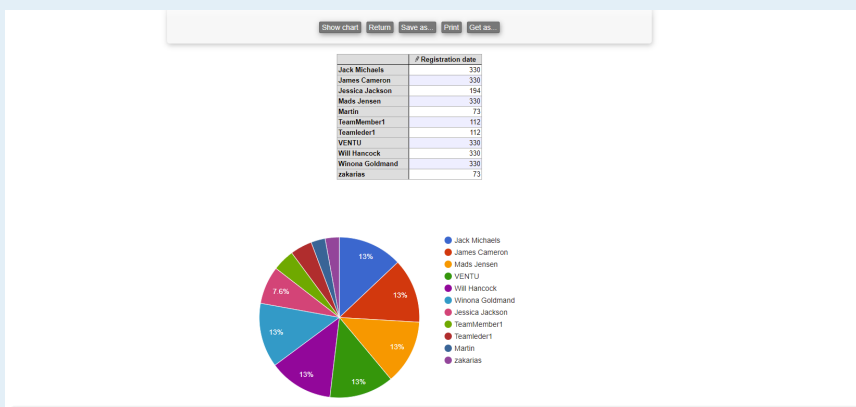 Show chart Return Save as... Print Get as...
Registration date
Jack Michaels 330
James Cameron 330
Jessica Jackson 194
Mads Jensen 330
Martin 73
TeamMember1 112
Teamleder1 112
VENTU 330
Will Hancock 330
Winona Goldmand 330
zakarias 73
13%
13%
13%
13%
13%
13%
7.6%
Jack Michaels
James Cameron
Mads Jensen
VENTU
Will Hancock
Winona Goldmand
Jessica Jackson
TeamMember1
Teamleder1
Martin
zakarias